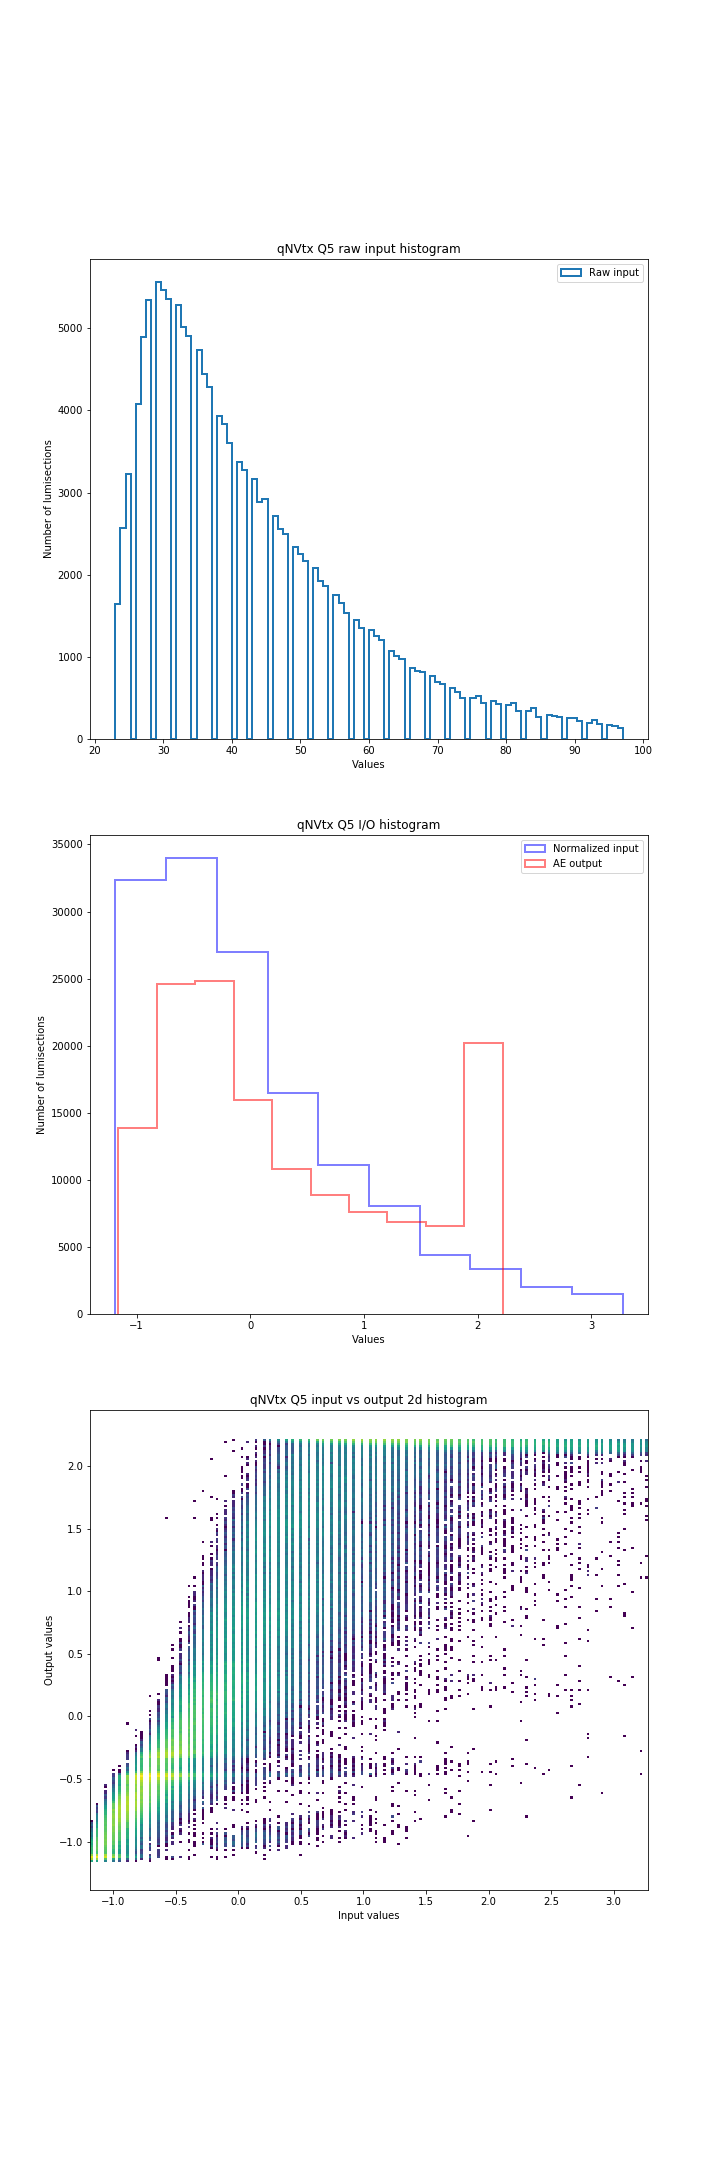 qNVtx Q5 raw input histogram
Raw input
Number of lumisections
5000
4000
3000
2000
1000
0
20 30 40 50 60 70 80 90 100
Values
qNVtx Q5 I/O histogram
Normalized input
AE output
Number of lumisections
35000
30000
25000
20000
15000
10000
5000
0
−1 0 1 2 3
Values
qNVtx Q5 input vs output 2d histogram
Output values
2.0
1.5
1.0
0.5
0.0
−0.5
−1.0
−1.0 −0.5 0.0 0.5 1.0 1.5 2.0 2.5 3.0
Input values